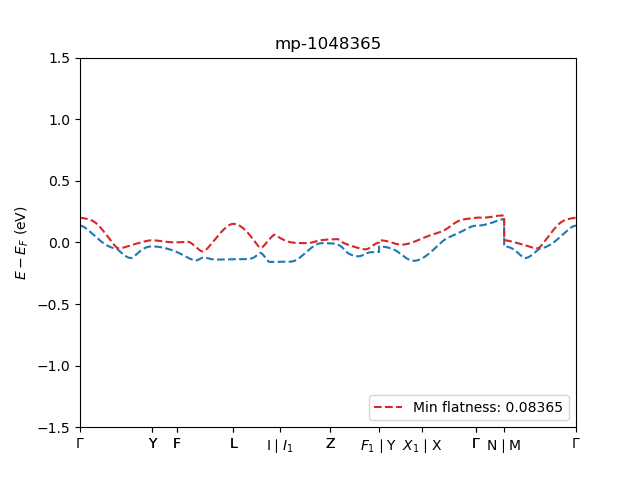 mp-1048365
E − E_F (eV)
1.5
1.0
0.5
0.0
−0.5
−1.0
−1.5
Min flatness: 0.08365
Γ Y F L I | I₁ Z F₁ | Y X₁ | X Γ N | M Γ